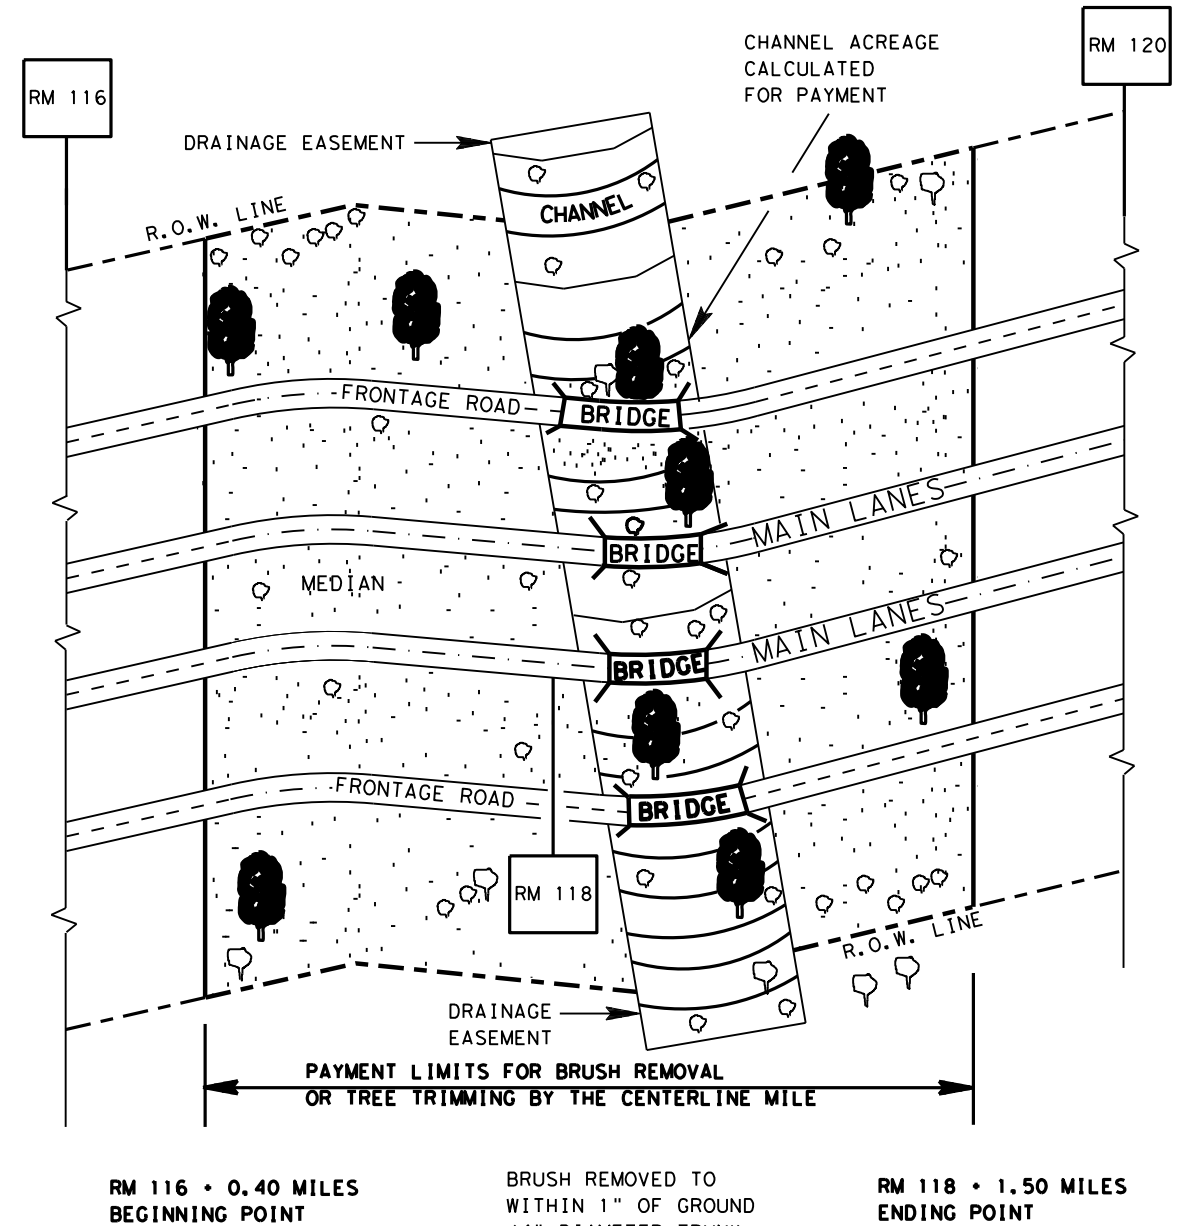 RM 120
CHANNEL ACREAGE
CALCULATED
FOR PAYMENT
RM 116
DRAINAGE EASEMENT
R.O.W. LINE
CHANNEL
FRONTAGE ROAD
BRIDGE
MAIN LANES
BRIDGE
MEDIAN
MAIN LANES
BRIDGE
FRONTAGE ROAD
BRIDGE
RM 118
R.O.W. LINE
DRAINAGE
EASEMENT
PAYMENT LIMITS FOR BRUSH REMOVAL
OR TREE TRIMMING BY THE CENTERLINE MILE
RM 116 + 0.40 MILES
BEGINNING POINT
BRUSH REMOVED TO
WITHIN 1" OF GROUND
RM 118 + 1.50 MILES
ENDING POINT